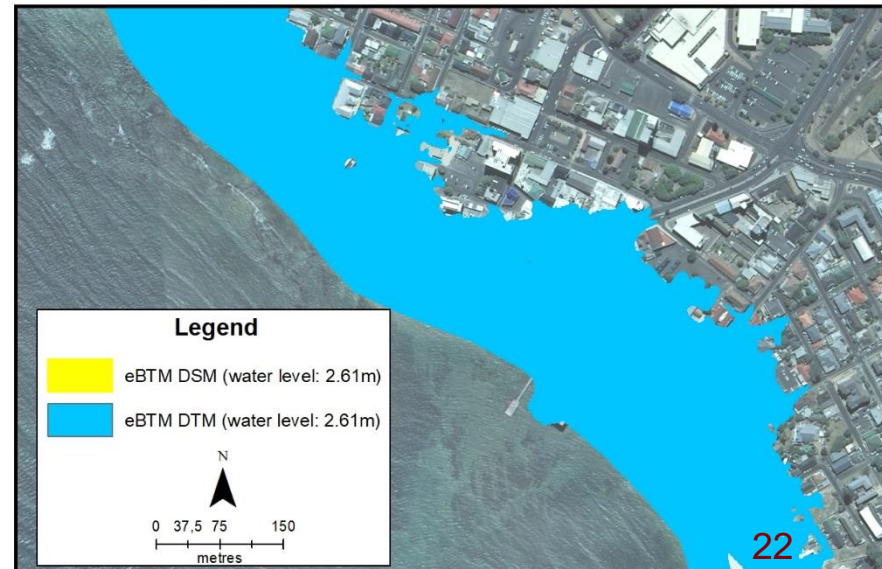 Legend
eBTM DSM (water level: 2.61m)
eBTM DTM (water level: 2.61m)
N
0 37,5 75 150
metres
22